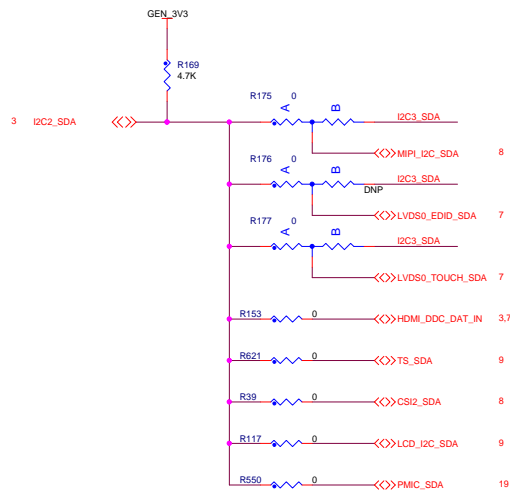 GEN_3V3
R169
4.7K
3 I2C2_SDA
R175 0
A B
I2C3_SDA
MIPI_I2C_SDA 8
R176 0
A B
I2C3_SDA
DNP
LVDS0_EDID_SDA 7
R177 0
A B
I2C3_SDA
LVDS0_TOUCH_SDA 7
R153 0 HDMI_DDC_DAT_IN 3,7
R621 0 TS_SDA 9
R39 0 CSI2_SDA 8
R117 0 LCD_I2C_SDA 9
R550 0 PMIC_SDA 19